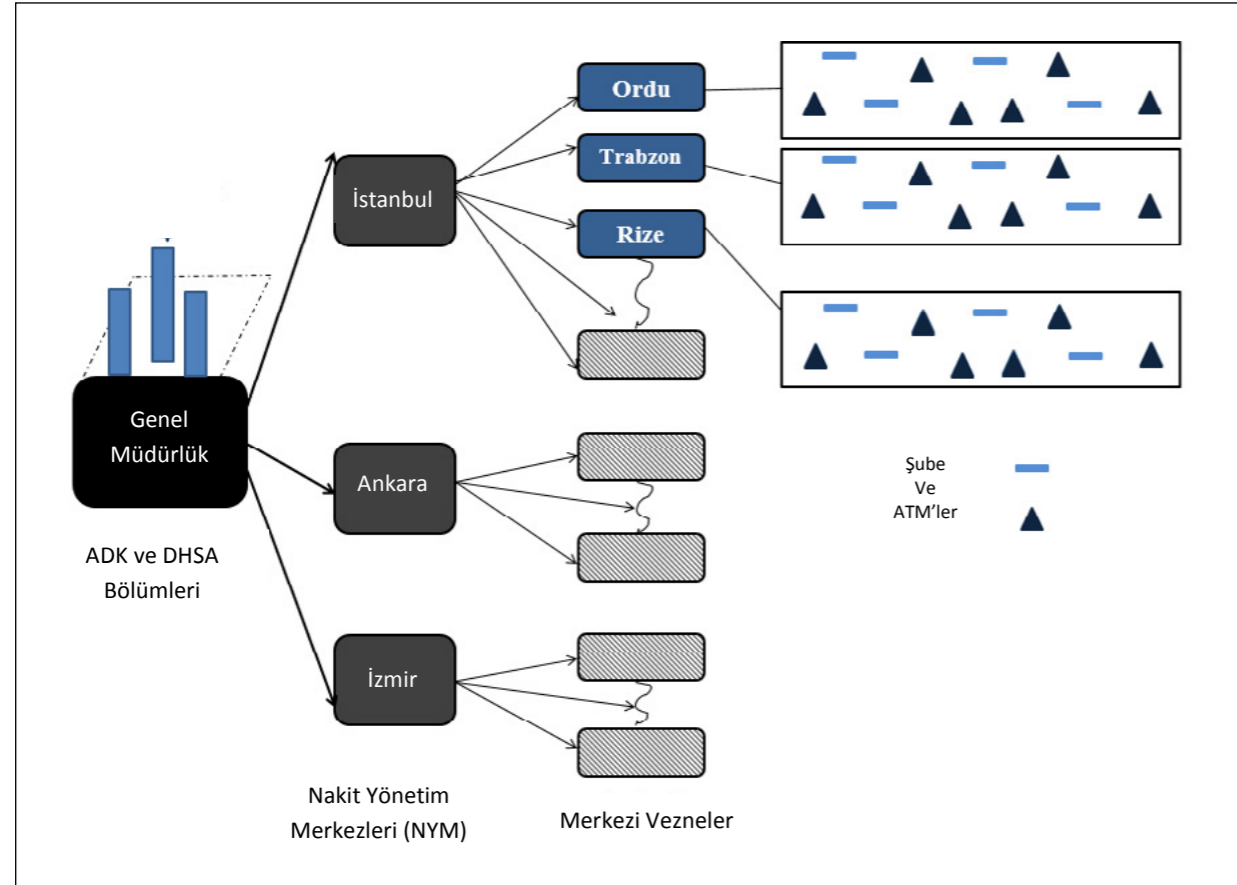 Ordu
Trabzon
İstanbul
Rize
Genel
Müdürlük
Ankara
Şube
Ve
ATM'ler
ADK ve DHSA
Bölümleri
İzmir
Nakit Yönetim
Merkezleri (NYM)
Merkezi Vezneler